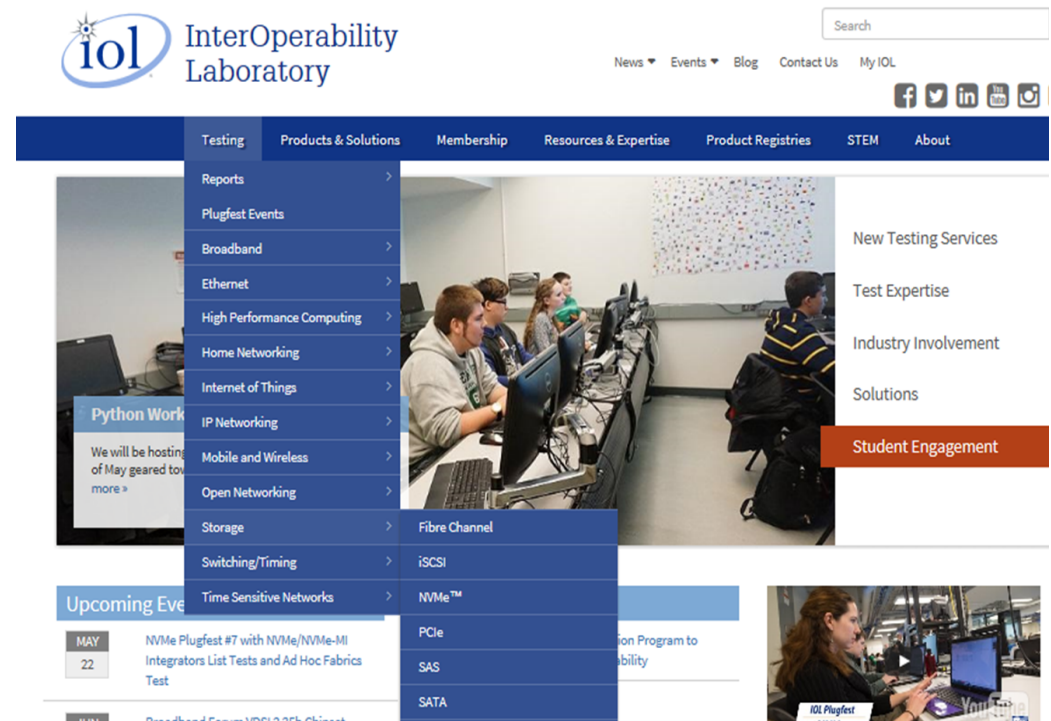 iol
InterOperability
Laboratory
Search
News Events Blog Contact Us My IOL
Testing Products & Solutions Membership Resources & Expertise Product Registries STEM About
Reports
Plugfest Events
Broadband
Ethernet
High Performance Computing
Home Networking
Internet of Things
IP Networking
Mobile and Wireless
Open Networking
Storage
Switching/Timing
Time Sensitive Networks
Fibre Channel
iSCSI
NVMe™
PCIe
SAS
SATA
New Testing Services
Test Expertise
Industry Involvement
Solutions
Student Engagement
Python Work
We will be hosting
of May geared
more »
Upcoming Eve
MAY
22
NVMe Plugfest #7 with NVMe/NVMe-MI
Integrators List Tests and Ad Hoc Fabrics
Test
Program to
IOL Plugfest
YouTube